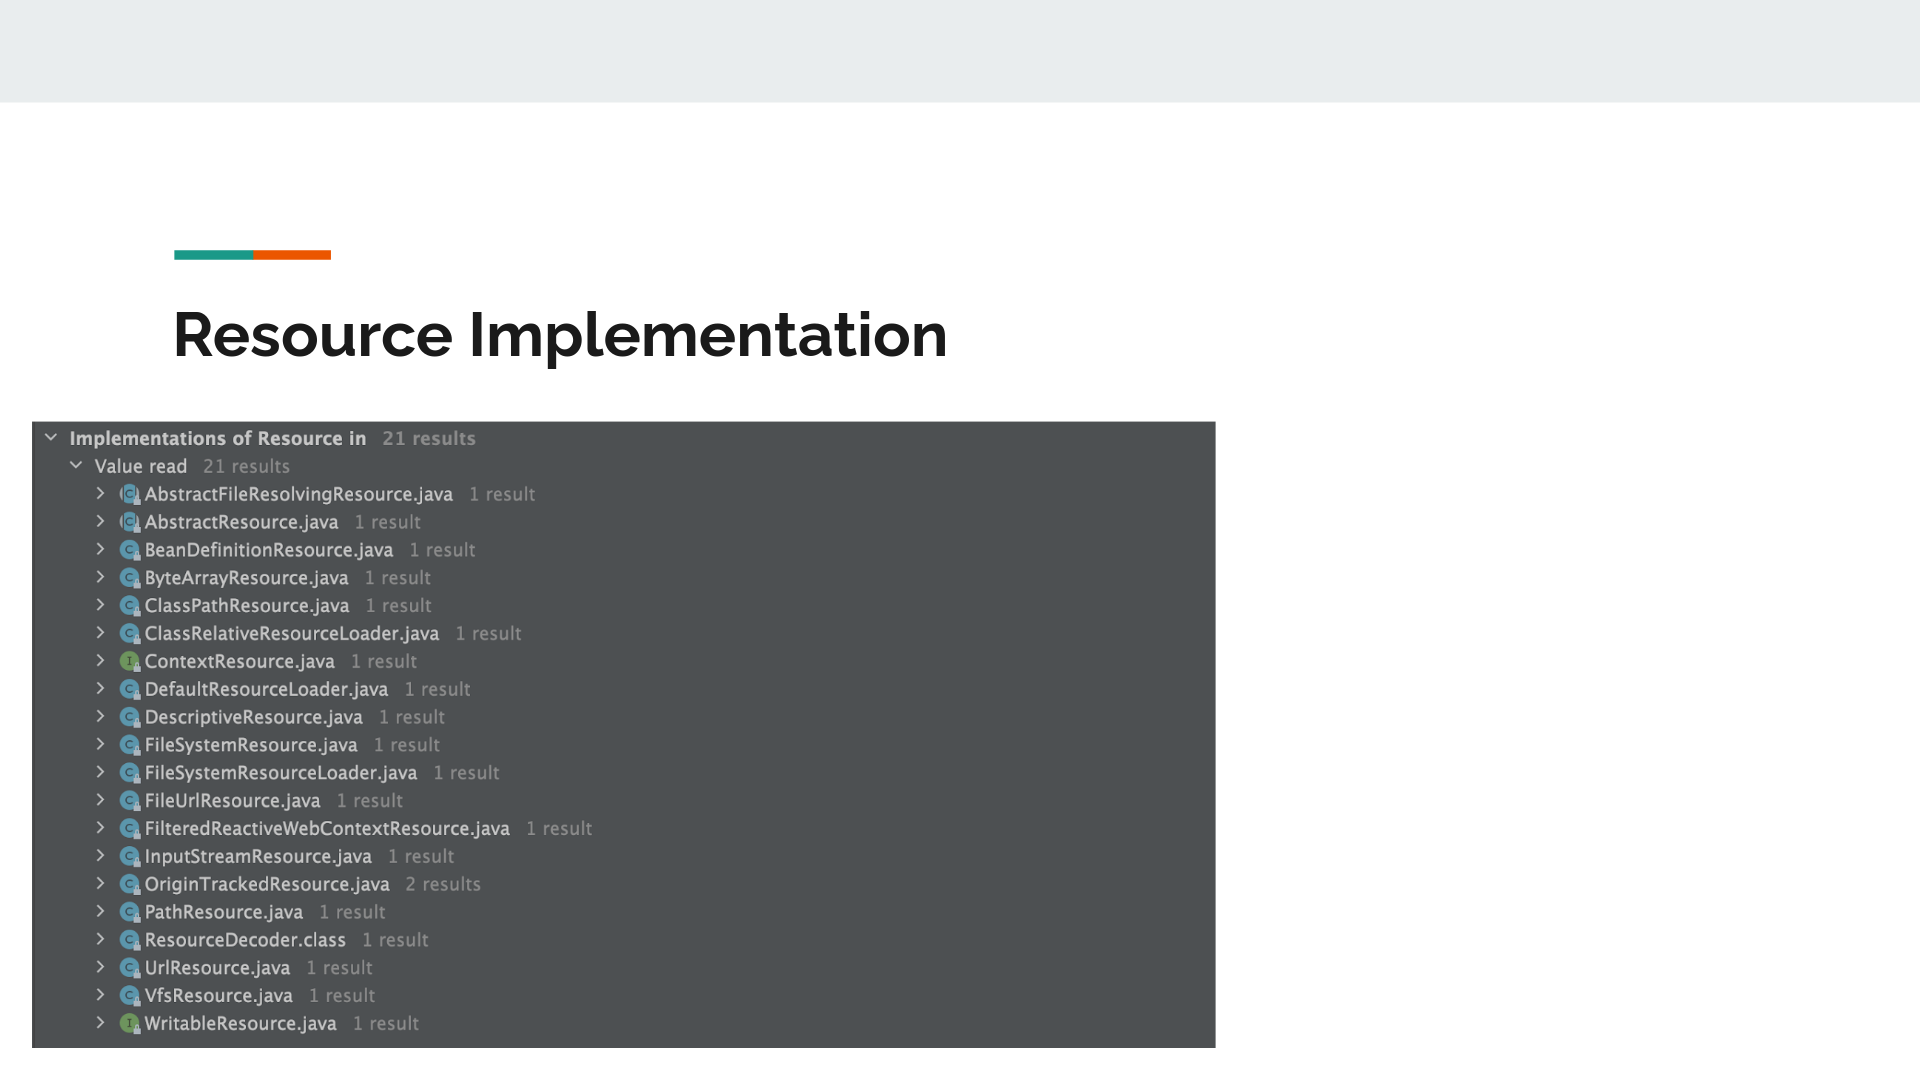 Resource Implementation
Implementations of Resource in 21 results
Value read 21 results
AbstractFileResolvingResource.java 1 result
AbstractResource.java 1 result
BeanDefinitionResource.java 1 result
ByteArrayResource.java 1 result
ClassPathResource.java 1 result
ClassRelativeResourceLoader.java 1 result
ContextResource.java 1 result
DefaultResourceLoader.java 1 result
DescriptiveResource.java 1 result
FileSystemResource.java 1 result
FileSystemResourceLoader.java 1 result
FileUrlResource.java 1 result
FilteredReactiveWebContextResource.java 1 result
InputStreamResource.java 1 result
OriginTrackedResource.java 2 results
PathResource.java 1 result
ResourceDecoder.class 1 result
UrlResource.java 1 result
VfsResource.java 1 result
WritableResource.java 1 result